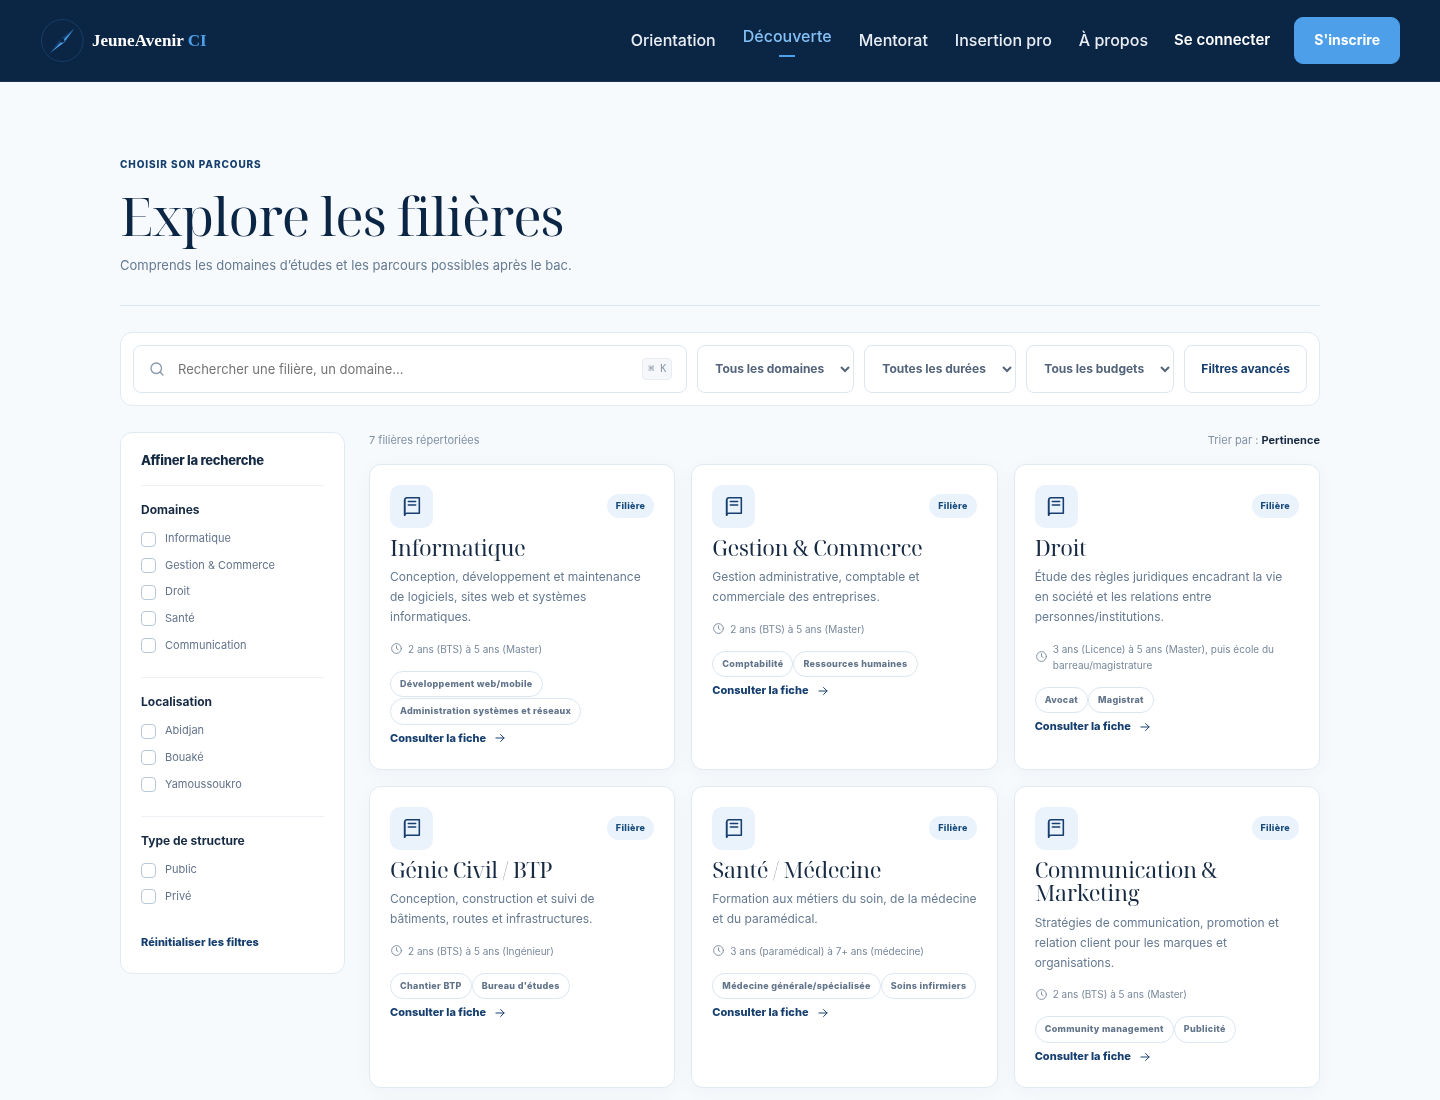 JeuneAvenir CI
Orientation
Découverte
Mentorat
Insertion pro
À propos
Se connecter
S'inscrire
CHOISIR SON PARCOURS
Explore les filières
Comprends les domaines d'études et les parcours possibles après le bac.
Rechercher une filière, un domaine...
⌘ K
Tous les domaines
Toutes les durées
Tous les budgets
Filtres avancés
Affiner la recherche
Domaines
Informatique
Gestion & Commerce
Droit
Santé
Communication
Localisation
Abidjan
Bouaké
Yamoussoukro
Type de structure
Public
Privé
Réinitialiser les filtres
7 filières répertoriées
Trier par : Pertinence
Filière
Informatique
Conception, développement et maintenance
de logiciels, sites web et systèmes
informatiques.
2 ans (BTS) à 5 ans (Master)
Développement web/mobile
Administration systèmes et réseaux
Consulter la fiche
Filière
Gestion & Commerce
Gestion administrative, comptable et
commerciale des entreprises.
2 ans (BTS) à 5 ans (Master)
Comptabilité
Ressources humaines
Consulter la fiche
Filière
Droit
Étude des règles juridiques encadrant la vie
en société et les relations entre
personnes/institutions.
3 ans (Licence) à 5 ans (Master), puis école du
barreau/magistrature
Avocat
Magistrat
Consulter la fiche
Filière
Génie Civil / BTP
Conception, construction et suivi de
bâtiments, routes et infrastructures.
2 ans (BTS) à 5 ans (Ingénieur)
Chantier BTP
Bureau d'études
Consulter la fiche
Filière
Santé / Médecine
Formation aux métiers du soin, de la médecine
et du paramédical.
3 ans (paramédical) à 7+ ans (médecine)
Médecine générale/spécialisée
Soins infirmiers
Consulter la fiche
Filière
Communication &
Marketing
Stratégies de communication, promotion et
relation client pour les marques et
organisations.
2 ans (BTS) à 5 ans (Master)
Community management
Publicité
Consulter la fiche